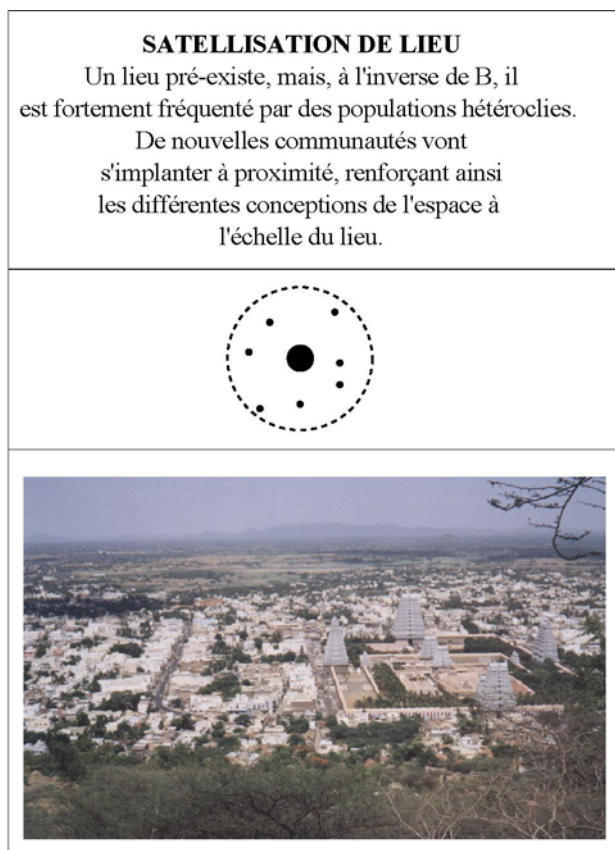 SATELLISATION DE LIEU
Un lieu pré-existe, mais, à l'inverse de B, il
est fortement fréquenté par des populations hétéroclies.
De nouvelles communautés vont
s'implanter à proximité, renforçant ainsi
les différentes conceptions de l'espace à
l'échelle du lieu.